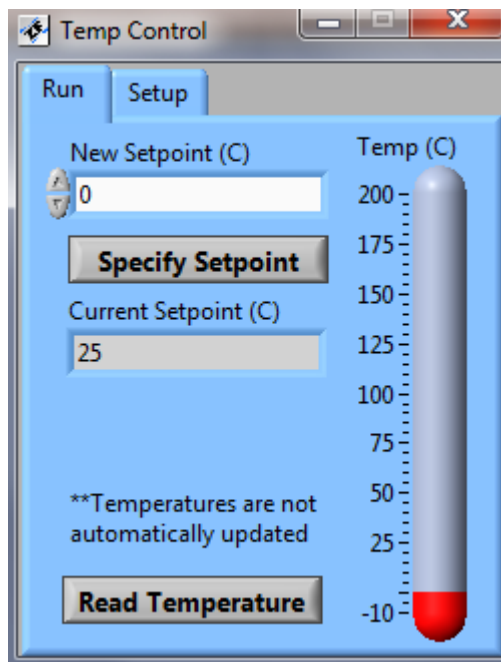 Temp Control
Run
Setup
New Setpoint (C)
0
Specify Setpoint
Current Setpoint (C)
25
**Temperatures are not
automatically updated
Read Temperature
Temp (C)
200
175
150
125
100
75
50
25
-10